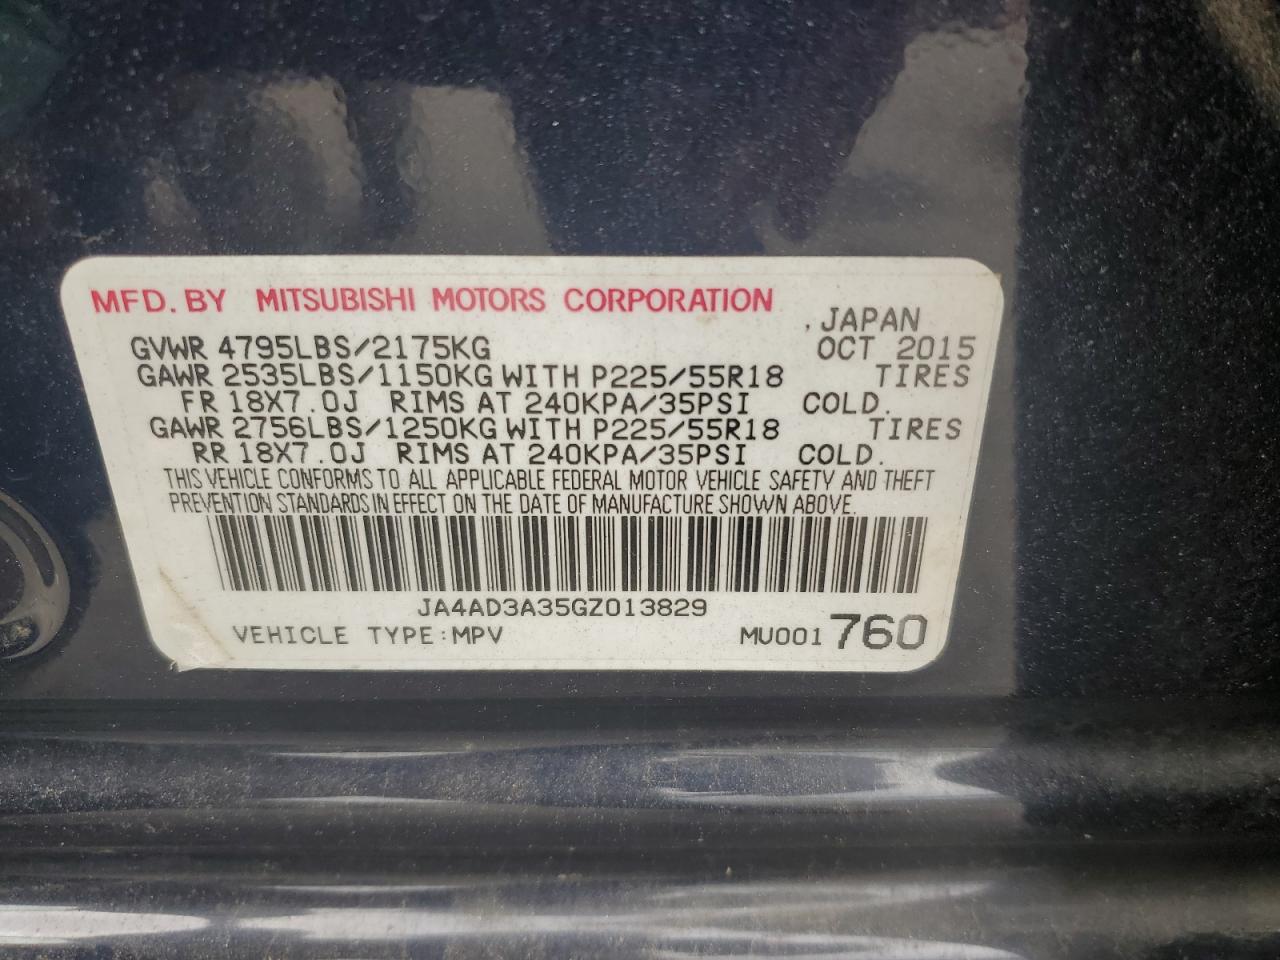 MFD. BY MITSUBISHI MOTORS CORPORATION
, JAPAN
GVWR 4795LBS/2175KG OCT 2015
GAWR 2535LBS/1150KG WITH P225/55R18 TIRES
FR 18X7.0J RIMS AT 240KPA/35PSI COLD.
GAWR 2756LBS/1250KG WITH P225/55R18 TIRES
RR 18X7.0J RIMS AT 240KPA/35PSI COLD.
THIS VEHICLE CONFORMS TO ALL APPLICABLE FEDERAL MOTOR VEHICLE SAFETY AND THEFT
PREVENTION STANDARDS IN EFFECT ON THE DATE OF MANUFACTURE SHOWN ABOVE.
JA4AD3A35GZ013829
VEHICLE TYPE:MPV MU001 760